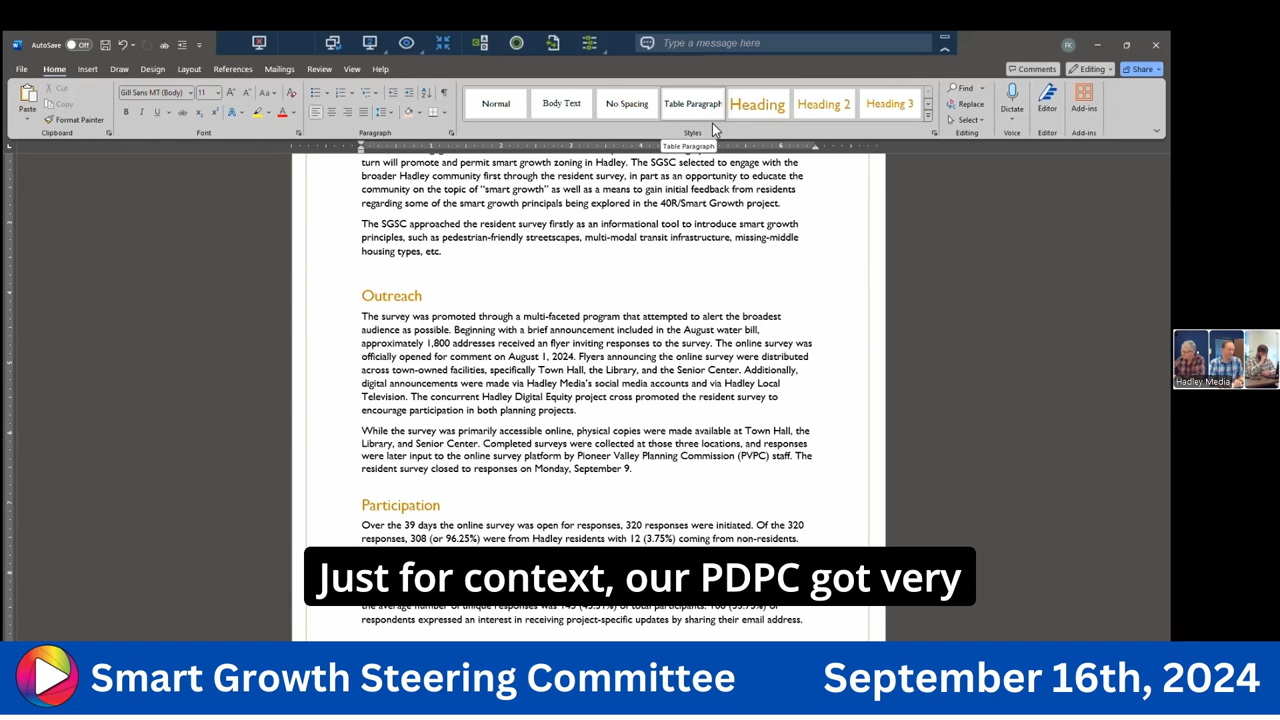 AutoSave Off
Type a message here
FK
File Home Insert Draw Design Layout References Mailings Review View Help
Comments Editing Share
Paste
Cut
Copy
Format Painter
Clipboard
Gill Sans MT (Body) 11
Font
Paragraph
Normal Body Text No Spacing Table Paragraph Heading Heading 2 Heading 3
Styles
Find
Replace
Select
Editing
Dictate
Voice
Editor
Editor
Add-ins
Add-ins
Table Paragraph
turn will promote and permit smart growth zoning in Hadley. The SGSC selected to engage with the
broader Hadley community first through the resident survey, in part as an opportunity to educate the
community on the topic of “smart growth” as well as a means to gain initial feedback from residents
regarding some of the smart growth principals being explored in the 40R/Smart Growth project.
The SGSC approached the resident survey firstly as an informational tool to introduce smart growth
principles, such as pedestrian-friendly streetscapes, multi-modal transit infrastructure, missing-middle
housing types, etc.
Outreach
The survey was promoted through a multi-faceted program that attempted to alert the broadest
audience as possible. Beginning with a brief announcement included in the August water bill,
approximately 1,800 addresses received an flyer inviting responses to the survey. The online survey was
officially opened for comment on August 1, 2024. Flyers announcing the online survey were distributed
across town-owned facilities, specifically Town Hall, the Library, and the Senior Center. Additionally,
digital announcements were made via Hadley Media’s social media accounts and via Hadley Local
Television. The concurrent Hadley Digital Equity project cross promoted the resident survey to
encourage participation in both planning projects.
While the survey was primarily accessible online, physical copies were made available at Town Hall, the
Library, and Senior Center. Completed surveys were collected at those three locations, and responses
were later input to the online survey platform by Pioneer Valley Planning Commission (PVPC) staff. The
resident survey closed to responses on Monday, September 9.
Participation
Over the 39 days the online survey was open for responses, 320 responses were initiated. Of the 320
responses, 308 (or 96.25%) were from Hadley residents with 12 (3.75%) coming from non-residents.
Just for context, our PDPC got very
respondents expressed an interest in receiving project-specific updates by sharing their email address.
Hadley Media
Smart Growth Steering Committee September 16th, 2024